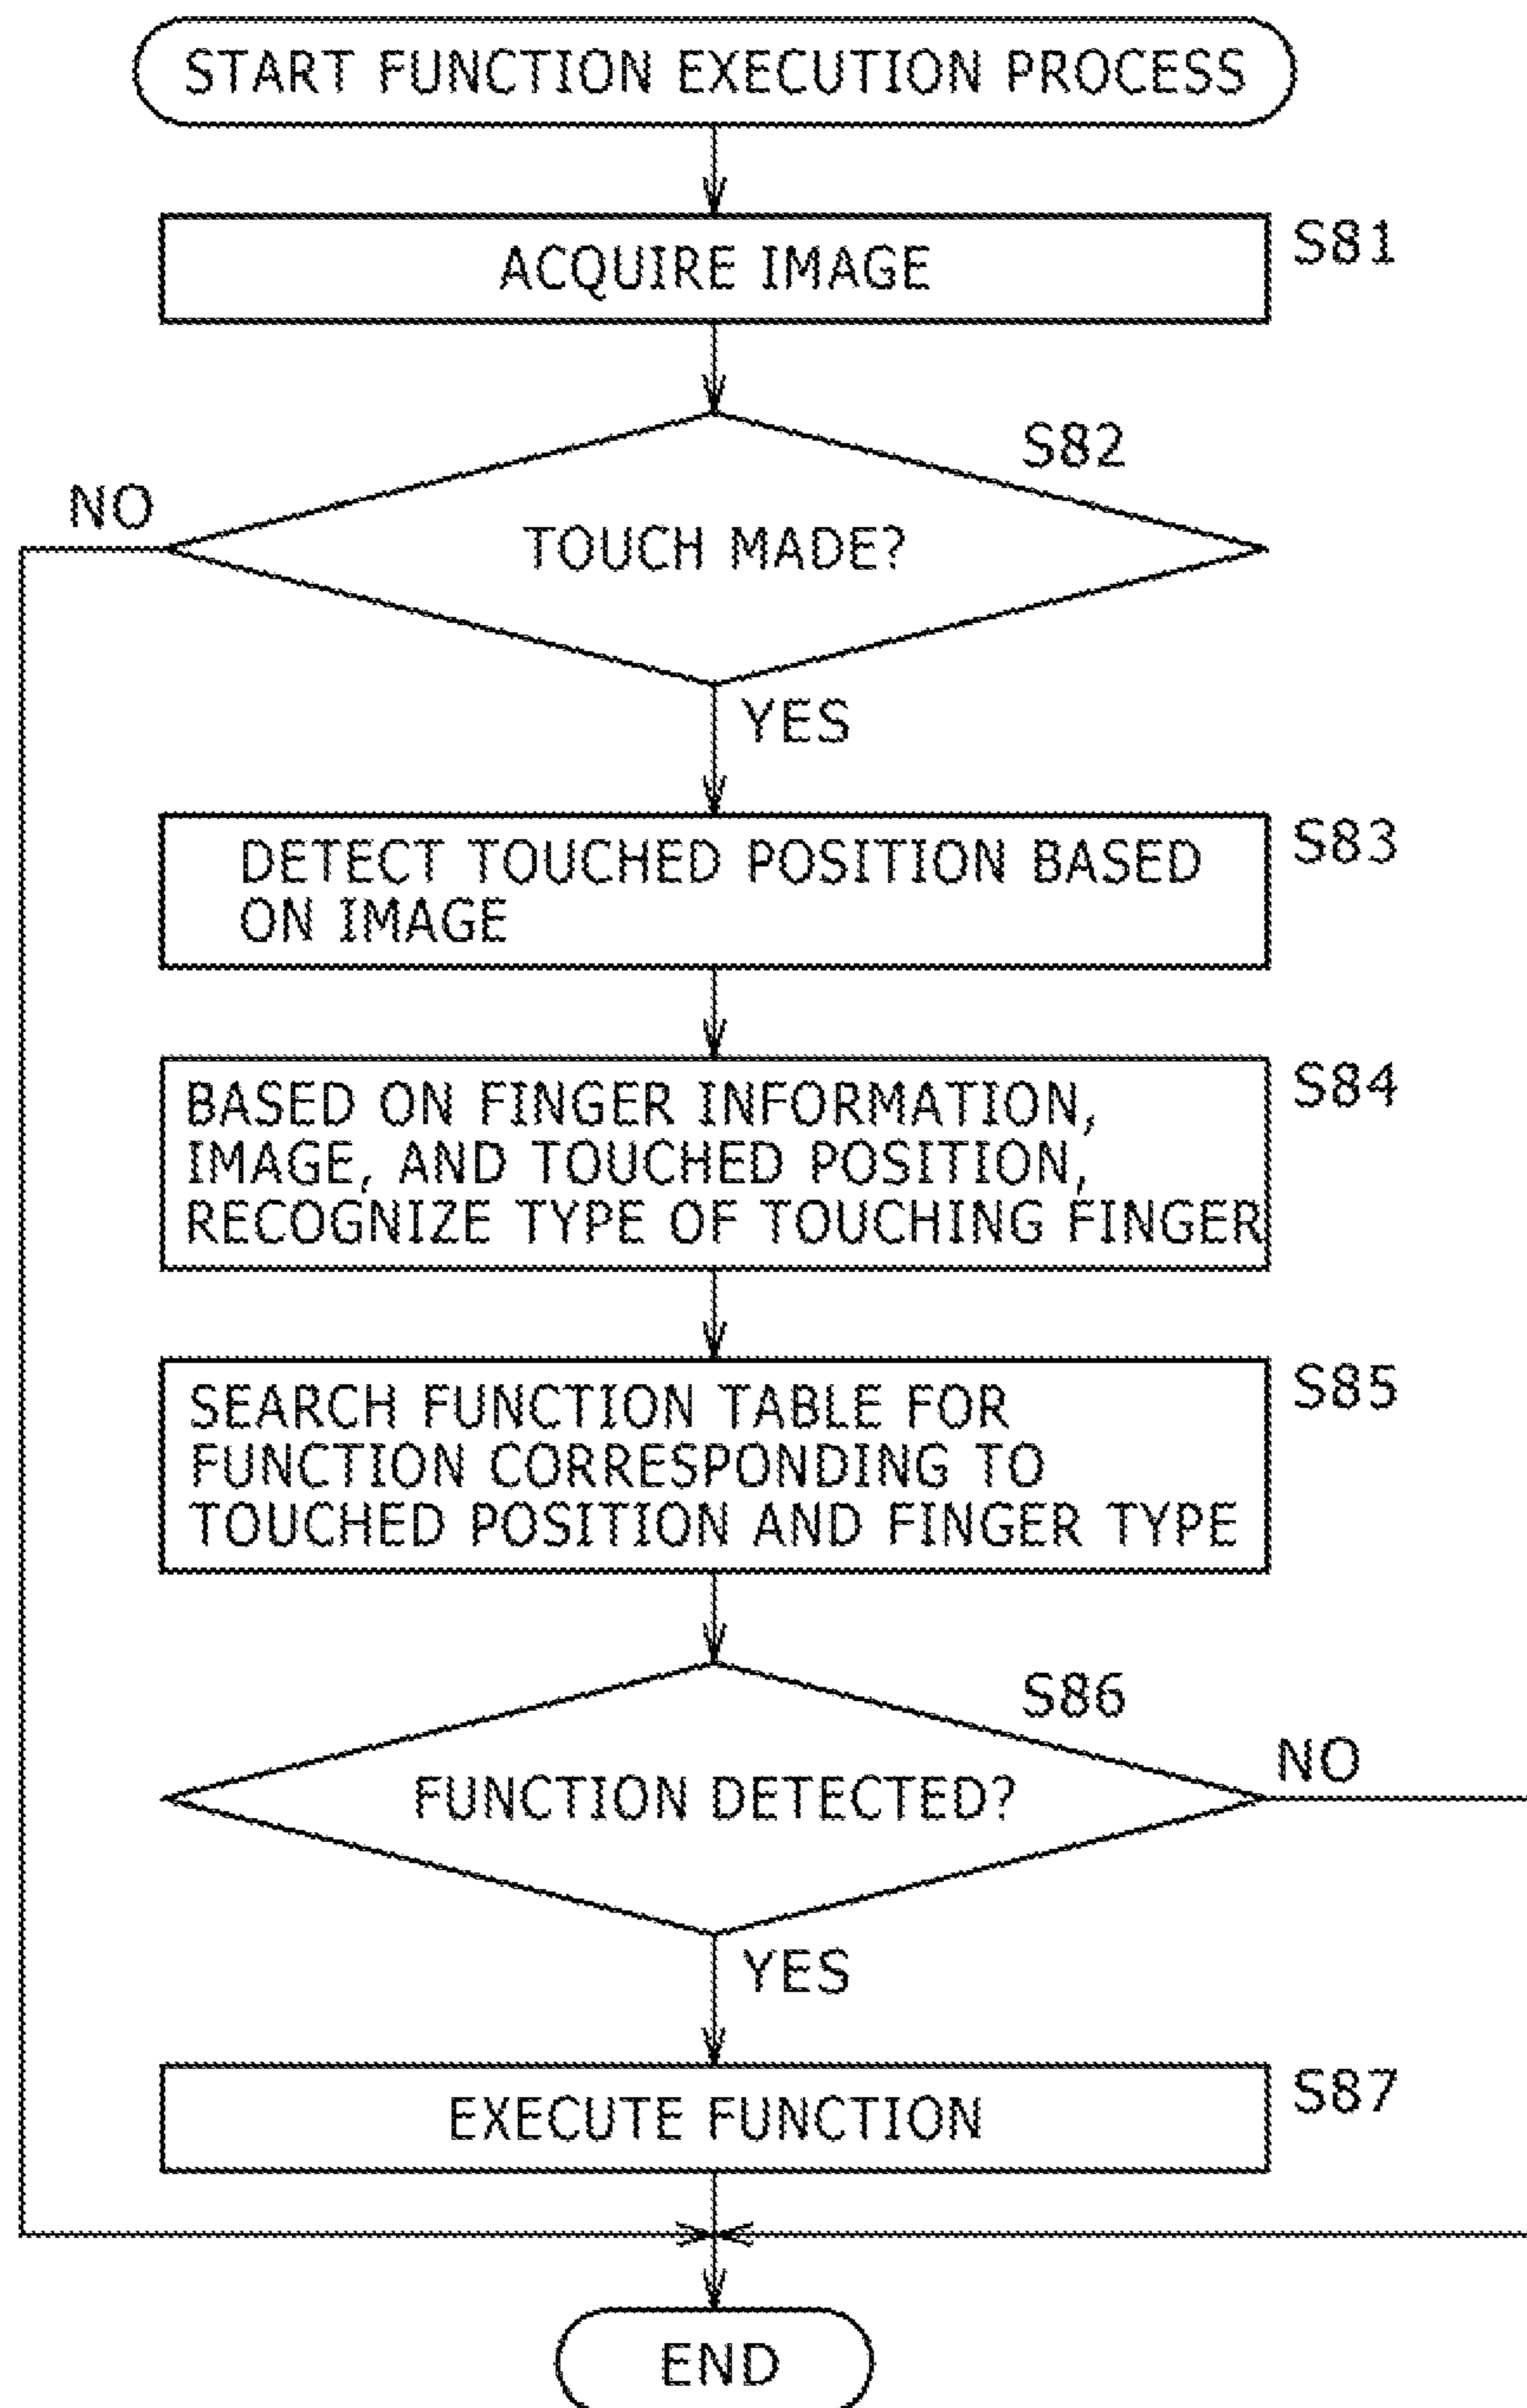 START FUNCTION EXECUTION PROCESS
S81
ACQUIRE IMAGE
S82
NO
TOUCH MADE?
YES
S83
DETECT TOUCHED POSITION BASED
ON IMAGE
S84
BASED ON FINGER INFORMATION,
IMAGE, AND TOUCHED POSITION,
RECOGNIZE TYPE OF TOUCHING FINGER
S85
SEARCH FUNCTION TABLE FOR
FUNCTION CORRESPONDING TO
TOUCHED POSITION AND FINGER TYPE
S86
NO
FUNCTION DETECTED?
YES
S87
EXECUTE FUNCTION
END